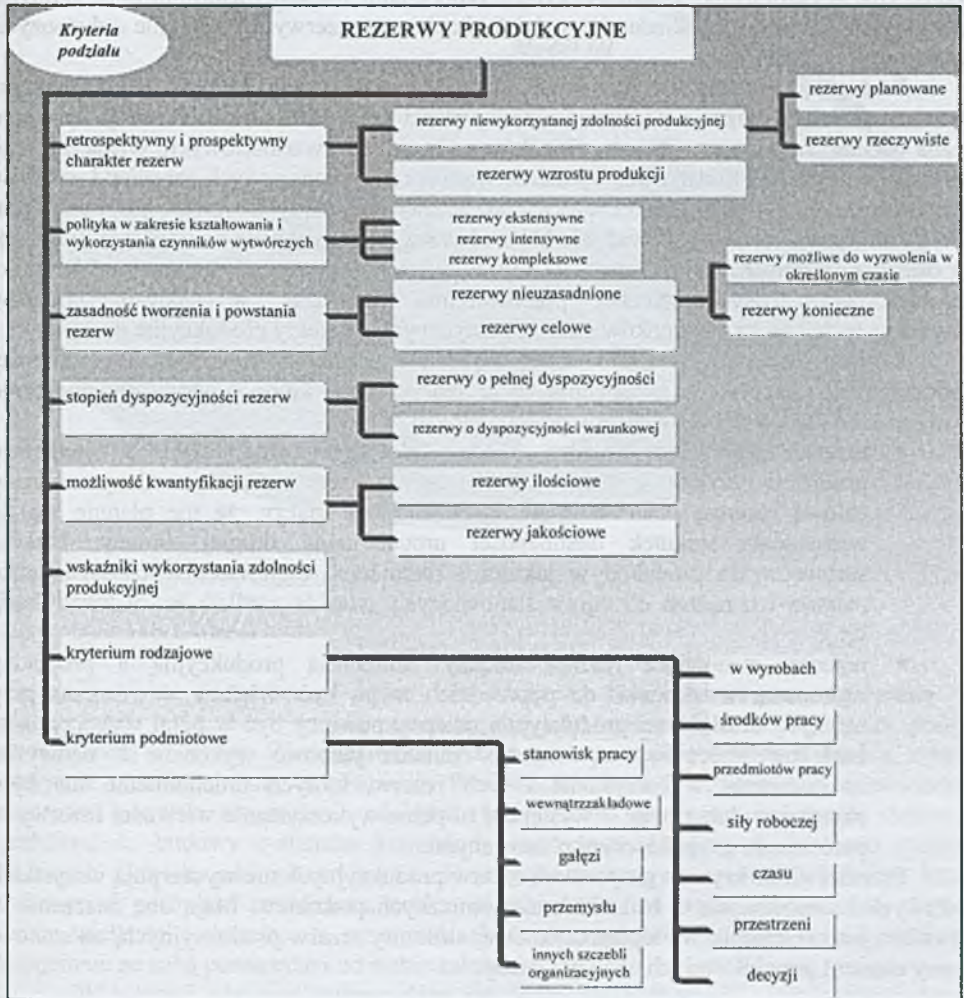 Kryteria
podziału
REZERWY PRODUKCYJNE
retrospektywny i prospektywny
charakter rezerw
rezerwy niewykorzystanej zdolności produkcyjnej
rezerwy planowane
rezerwy rzeczywiste
rezerwy wzrostu produkcji
polityka w zakresie kształtowania i
wykorzystania czynników wytwórczych
rezerwy ekstensywne
rezerwy intensywne
rezerwy kompleksowe
zasadność tworzenia i powstania
rezerw
rezerwy nieuzasadnione
rezerwy celowe
rezerwy możliwe do wyzwolenia w
określonym czasie
rezerwy konieczne
stopień dyspozycyjności rezerw
rezerwy o pełnej dyspozycyjności
rezerwy o dyspozycyjności warunkowej
możliwość kwantyfikacji rezerw
rezerwy ilościowe
rezerwy jakościowe
wskaźniki wykorzystania zdolności
produkcyjnej
kryterium rodzajowe
w wyrobach
środków pracy
przedmiotów pracy
siły roboczej
czasu
przestrzeni
decyzji
kryterium podmiotowe
stanowisk pracy
wewnątrzzakładowe
gałęzi
przemysłu
innych szczebli
organizacyjnych